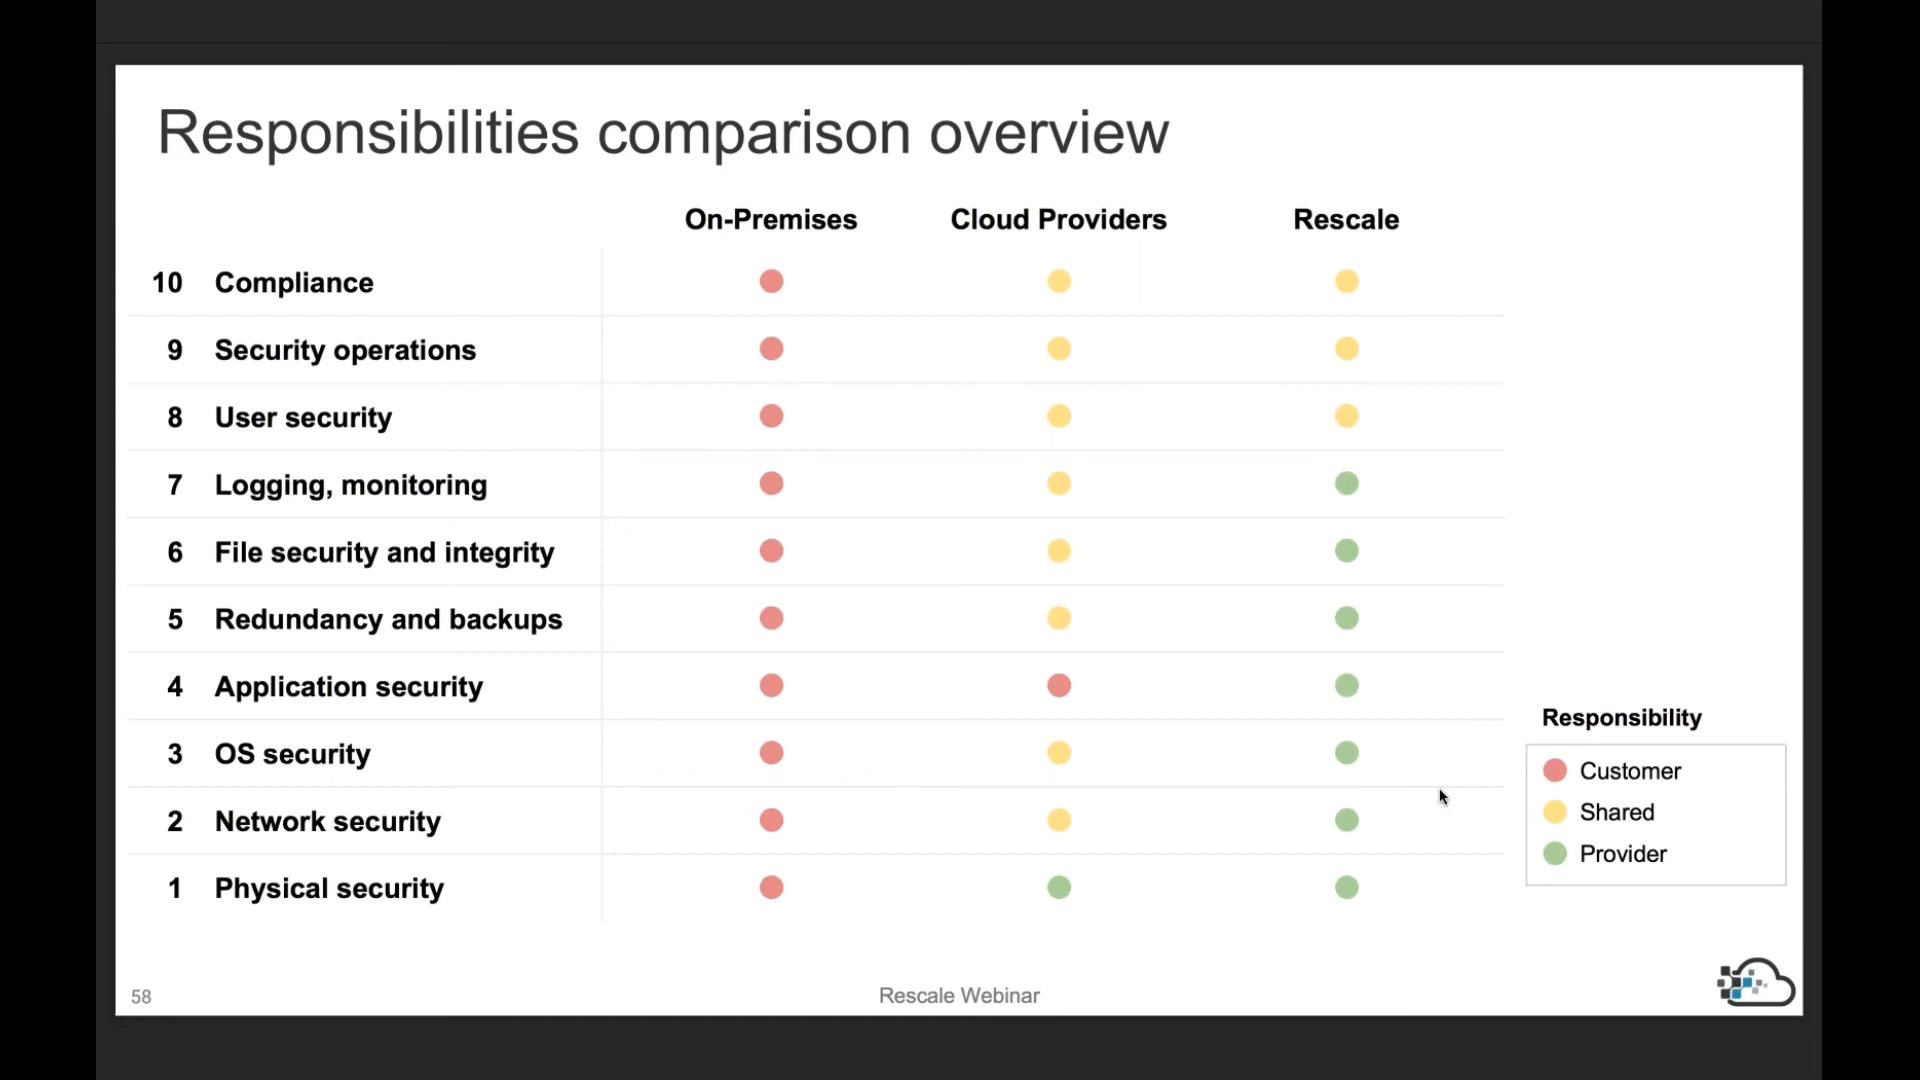 Responsibilities comparison overview
On-Premises Cloud Providers Rescale
10 Compliance
9 Security operations
8 User security
7 Logging, monitoring
6 File security and integrity
5 Redundancy and backups
4 Application security
3 OS security
2 Network security
1 Physical security
Responsibility
Customer
Shared
Provider
58 Rescale Webinar